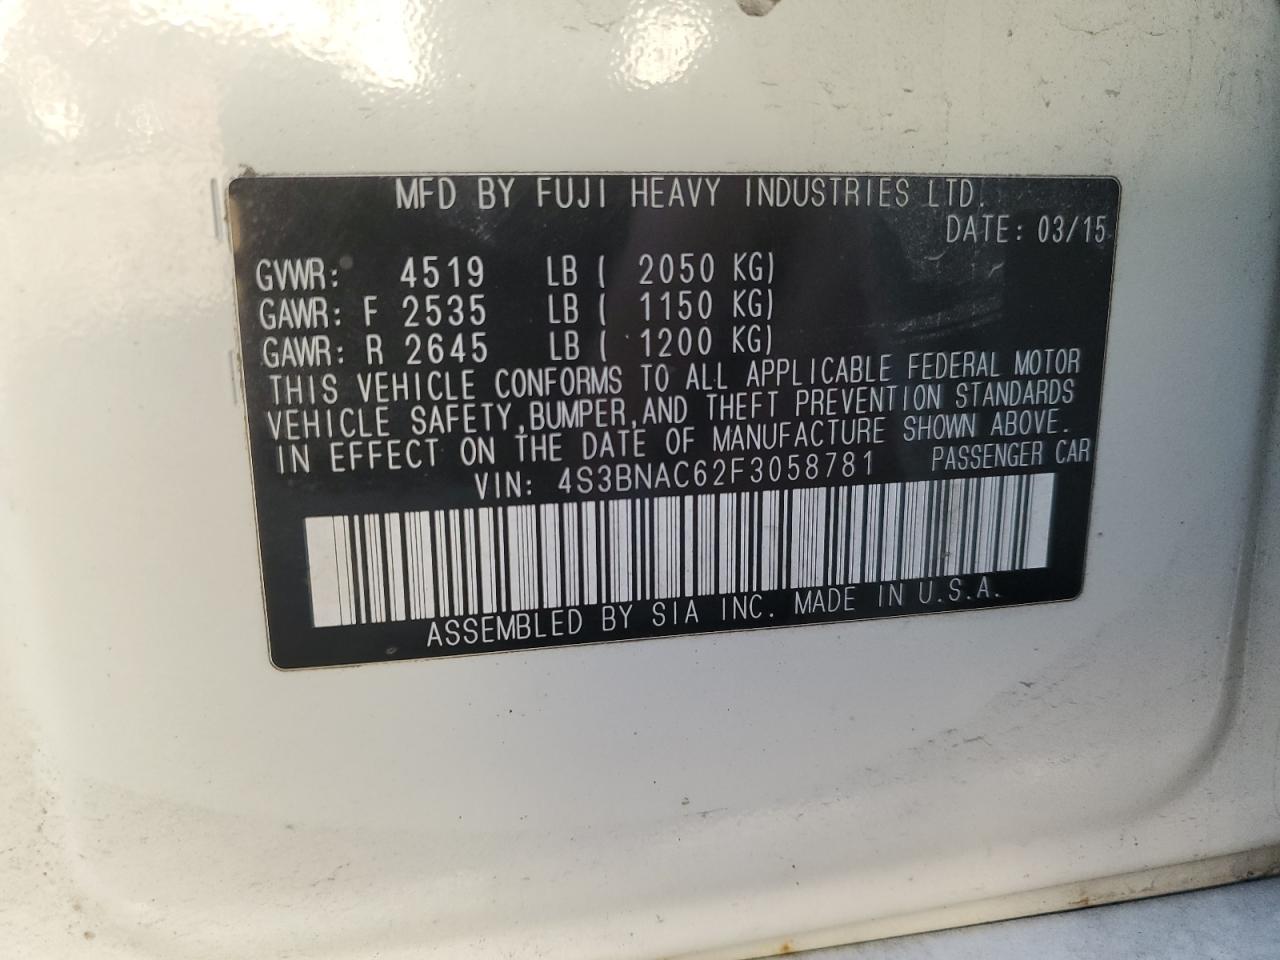 MFD BY FUJI HEAVY INDUSTRIES LTD.
DATE: 03/15
GVWR: 4519 LB ( 2050 KG)
GAWR: F 2535 LB ( 1150 KG)
GAWR: R 2645 LB ( 1200 KG)
THIS VEHICLE CONFORMS TO ALL APPLICABLE FEDERAL MOTOR
VEHICLE SAFETY,BUMPER,AND THEFT PREVENTION STANDARDS
IN EFFECT ON THE DATE OF MANUFACTURE SHOWN ABOVE.
VIN: 4S3BNAC62F3058781 PASSENGER CAR
ASSEMBLED BY SIA INC. MADE IN U.S.A.